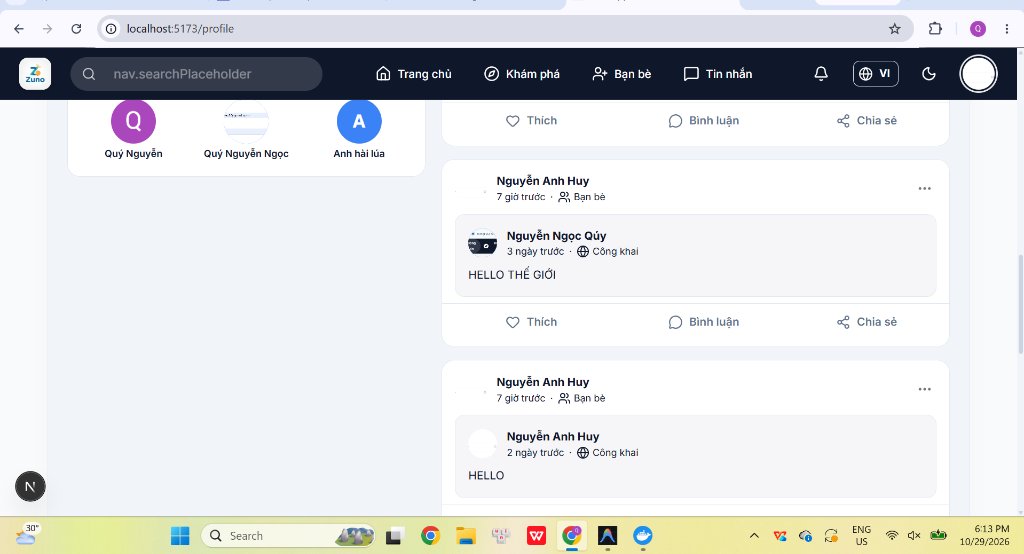 localhost:5173/profile
Q
Zuno
nav.searchPlaceholder
Trang chủ
Khám phá
Bạn bè
Tin nhắn
VI
Q
A
Quý Nguyễn
Quý Nguyễn Ngọc
Anh hài lúa
Thích
Bình luận
Chia sẻ
Nguyễn Anh Huy
7 giờ trước · Bạn bè
Nguyễn Ngọc Qúy
3 ngày trước · Công khai
HELLO THẾ GIỚI
Thích
Bình luận
Chia sẻ
Nguyễn Anh Huy
7 giờ trước · Bạn bè
Nguyễn Anh Huy
2 ngày trước · Công khai
HELLO
N
30°
Search
ENG
US
6:13 PM
10/29/2026